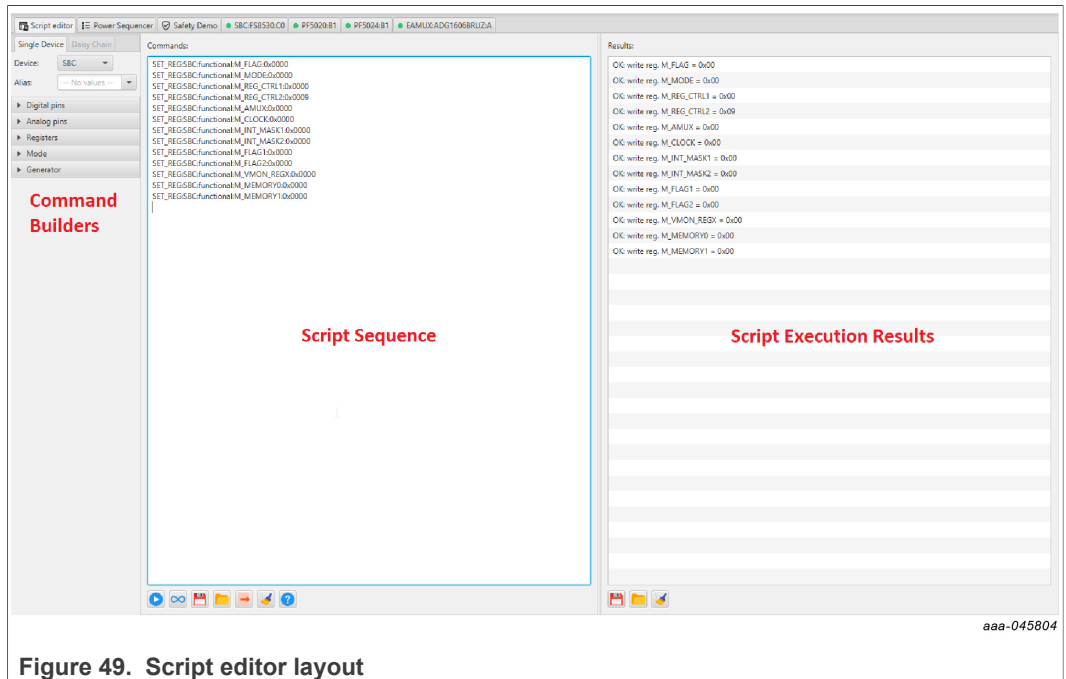 Script editor Power Sequencer Safety Demo SBC:FS8530:C0 PF5020:B1 PF5024:B1 EAMUX:ADG1606BRUZ:A
Single Device Daisy Chain
Device: SBC
Alias: -- No values --
Digital pins
Analog pins
Registers
Mode
Generator
Command
Builders
Commands:
SET_REG:SBC:functional:M_FLAG:0x0000
SET_REG:SBC:functional:M_MODE:0x0000
SET_REG:SBC:functional:M_REG_CTRL1:0x0000
SET_REG:SBC:functional:M_REG_CTRL2:0x0009
SET_REG:SBC:functional:M_AMUX:0x0000
SET_REG:SBC:functional:M_CLOCK:0x0000
SET_REG:SBC:functional:M_INT_MASK1:0x0000
SET_REG:SBC:functional:M_INT_MASK2:0x0000
SET_REG:SBC:functional:M_FLAG1:0x0000
SET_REG:SBC:functional:M_FLAG2:0x0000
SET_REG:SBC:functional:M_VMON_REGX:0x0000
SET_REG:SBC:functional:M_MEMORY0:0x0000
SET_REG:SBC:functional:M_MEMORY1:0x0000
Script Sequence
Results:
OK: write reg. M_FLAG = 0x00
OK: write reg. M_MODE = 0x00
OK: write reg. M_REG_CTRL1 = 0x00
OK: write reg. M_REG_CTRL2 = 0x09
OK: write reg. M_AMUX = 0x00
OK: write reg. M_CLOCK = 0x00
OK: write reg. M_INT_MASK1 = 0x00
OK: write reg. M_INT_MASK2 = 0x00
OK: write reg. M_FLAG1 = 0x00
OK: write reg. M_FLAG2 = 0x00
OK: write reg. M_VMON_REGX = 0x00
OK: write reg. M_MEMORY0 = 0x00
OK: write reg. M_MEMORY1 = 0x00
Script Execution Results
aaa-045804
Figure 49. Script editor layout